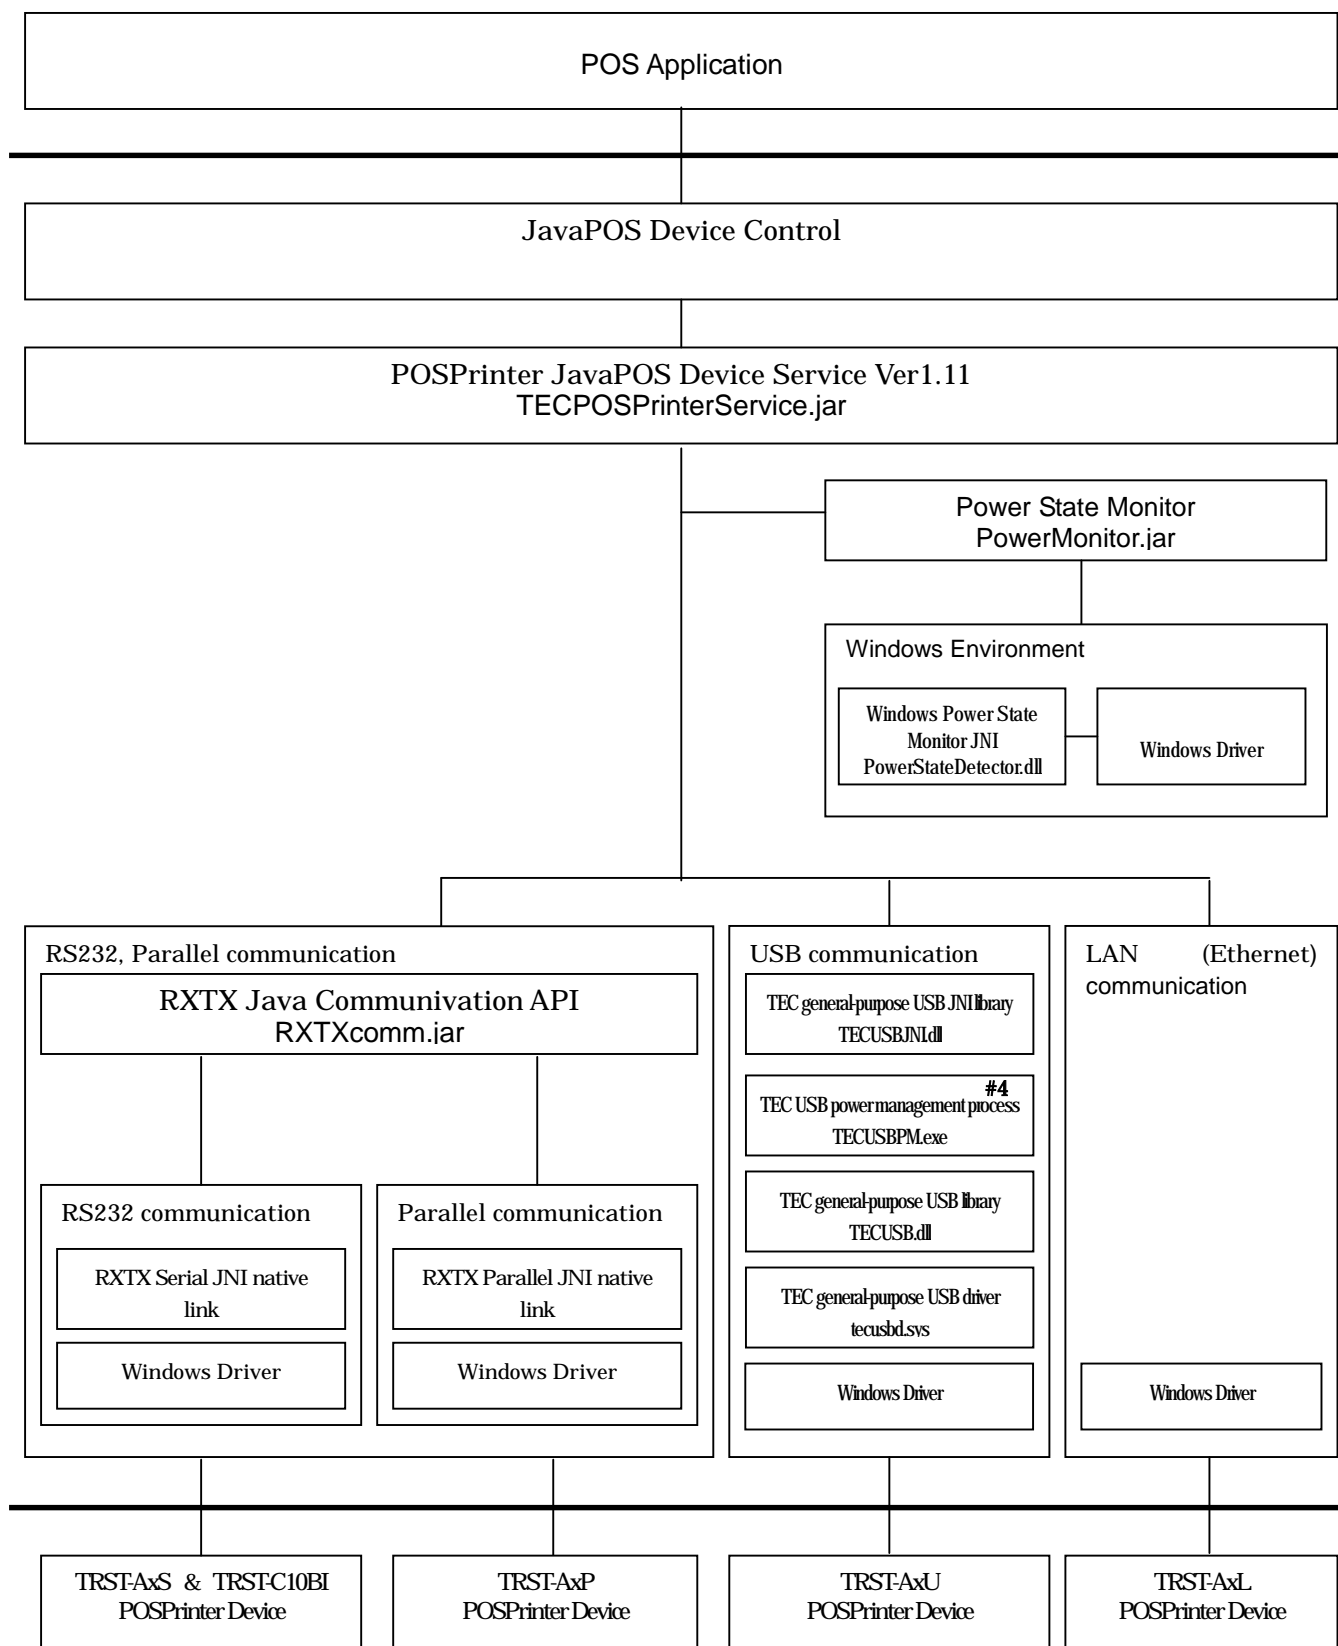 POS Application
JavaPOS Device Control
POSPrinter JavaPOS Device Service Ver1.11
TECPOSPrinterService.jar
Power State Monitor
PowerMonitor.jar
Windows Environment
Windows Power State
Monitor JNI
PowerStateDetector.dll
Windows Driver
RS232, Parallel communication
RXTX Java Communivation API
RXTXcomm.jar
RS232 communication
RXTX Serial JNI native
link
Windows Driver
Parallel communication
RXTX Parallel JNI native
link
Windows Driver
USB communication
TEC general-purpose USB JNI library
TECUSBJNI.dll
#4
TEC USB power management process
TECUSBPM.exe
TEC general-purpose USB library
TECUSB.dll
TEC general-purpose USB driver
tecusbd.sys
Windows Driver
LAN (Ethernet)
communication
Windows Driver
TRST-AxS & TRST-C10BI
POSPrinter Device
TRST-AxP
POSPrinter Device
TRST-AxU
POSPrinter Device
TRST-AxL
POSPrinter Device